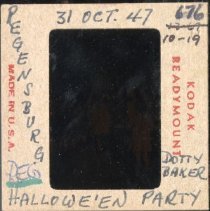 31 OCT. 47
676
10-19
REGENSBURG
MADE IN U.S.A.
KODAK
READYMOUNT
REG
DOTTY
BAKER
HALLOWE'EN PARTY